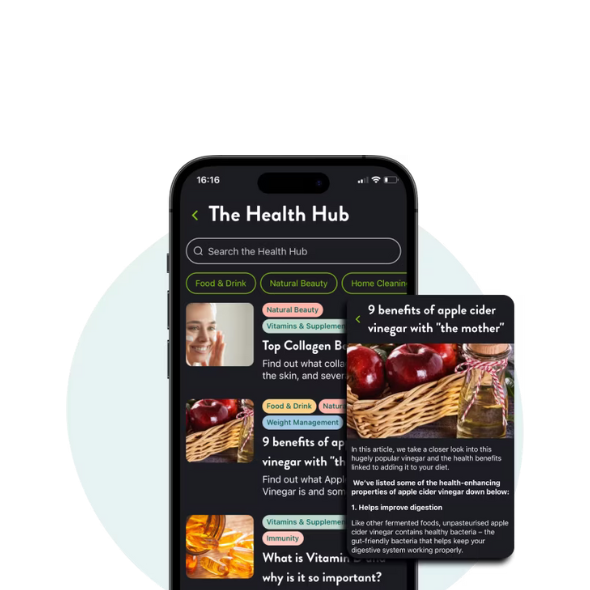 16:16
The Health Hub
Search the Health Hub
Food & Drink
Natural Beauty
Home Cleanin
Natural Beauty
Vitamins & Supplemen
Top Collagen Be
Find out what colla
the skin, and severa
Food & Drink
Natura
Weight Management
9 benefits of ap
vinegar with "th
Find out what Appl
Vinegar is and som
Vitamins & Supplemen
Immunity
What is Vitamin D and
why is it so important?
9 benefits of apple cider
vinegar with "the mother"
In this article, we take a closer look into this
hugely popular vinegar and the health benefits
linked to adding it to your diet.
We've listed some of the health-enhancing
properties of apple cider vinegar down below:
1. Helps improve digestion
Like other fermented foods, unpasteurised apple
cider vinegar contains healthy bacteria – the
gut-friendly bacteria that helps keep your
digestive system working properly.